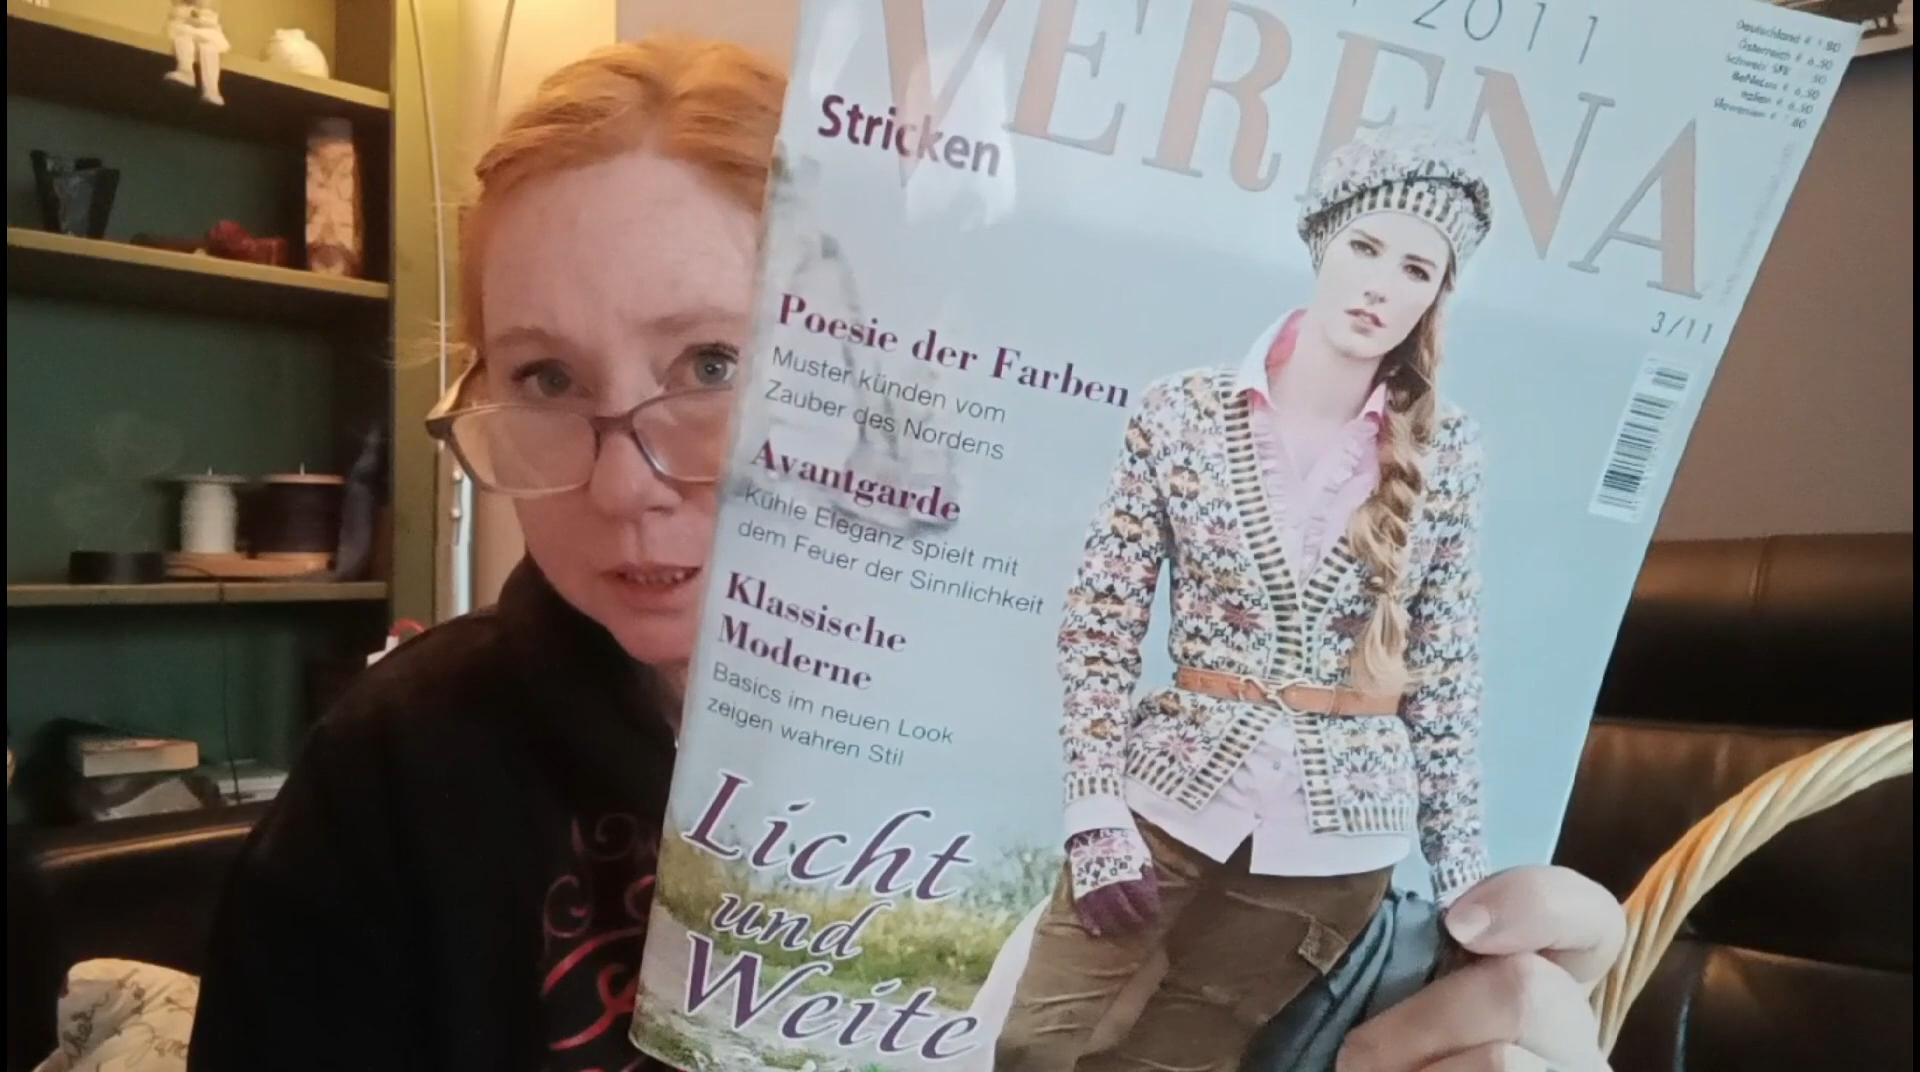 2011
VERENA
Stricken
3/11
Poesie der Farben
Muster künden vom
Zauber des Nordens
Avantgarde
Kühle Eleganz spielt mit
dem Feuer der Sinnlichkeit
Klassische
Moderne
Basics im neuen Look
zeigen wahren Stil
Licht
und
Weite